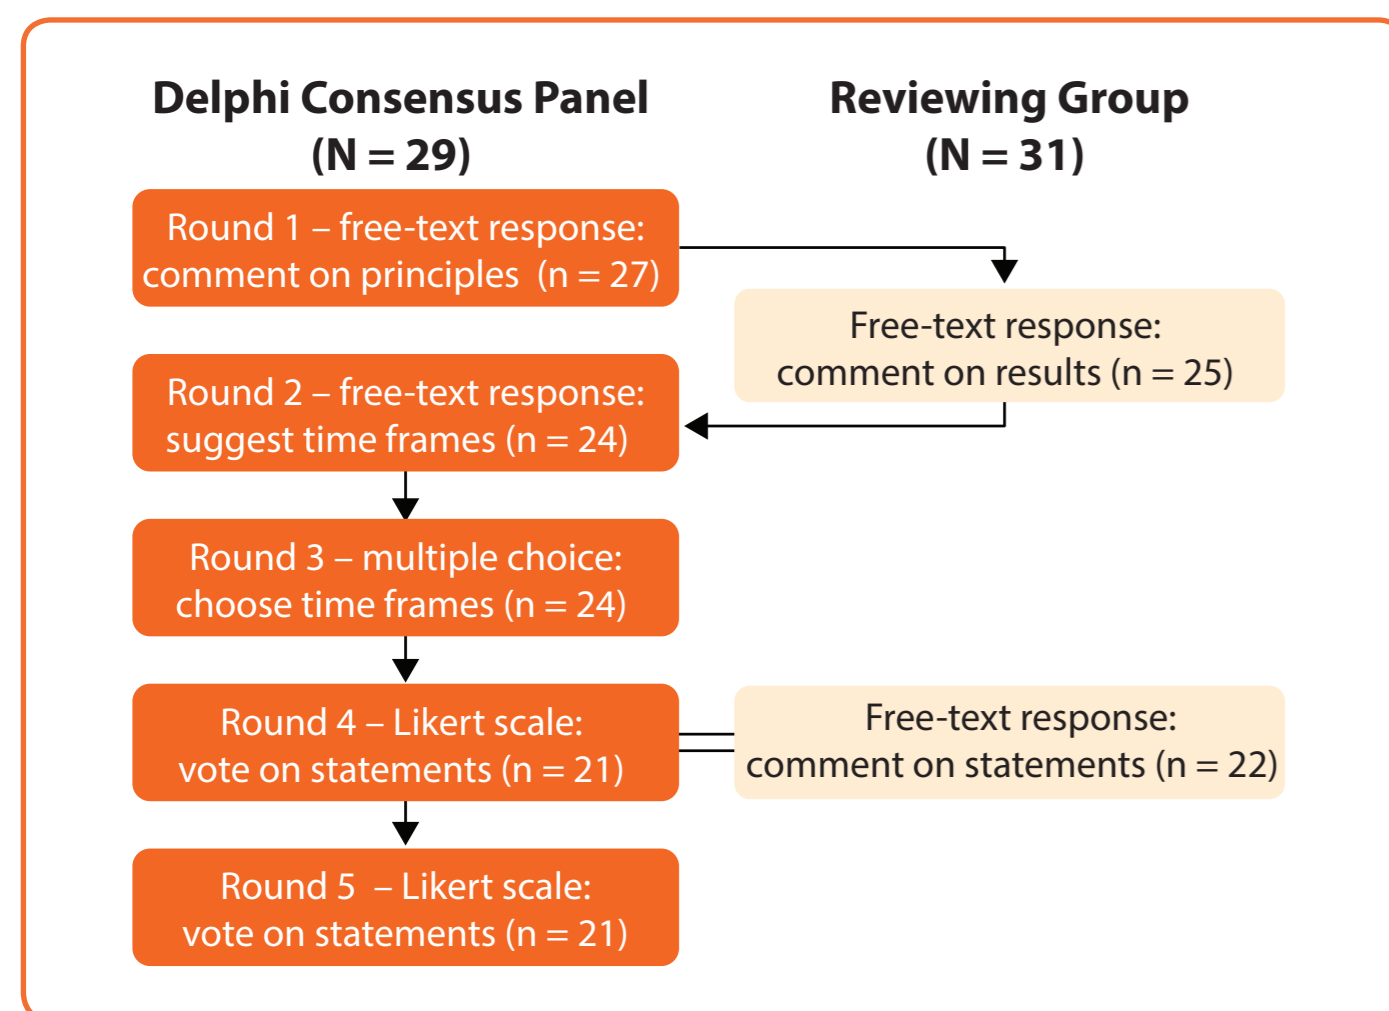 Delphi Consensus Panel
(N = 29)
Reviewing Group
(N = 31)
Round 1 – free-text response:
comment on principles (n = 27)
Free-text response:
comment on results (n = 25)
Round 2 – free-text response:
suggest time frames (n = 24)
Round 3 – multiple choice:
choose time frames (n = 24)
Round 4 – Likert scale:
vote on statements (n = 21)
Free-text response:
comment on statements (n = 22)
Round 5 – Likert scale:
vote on statements (n = 21)